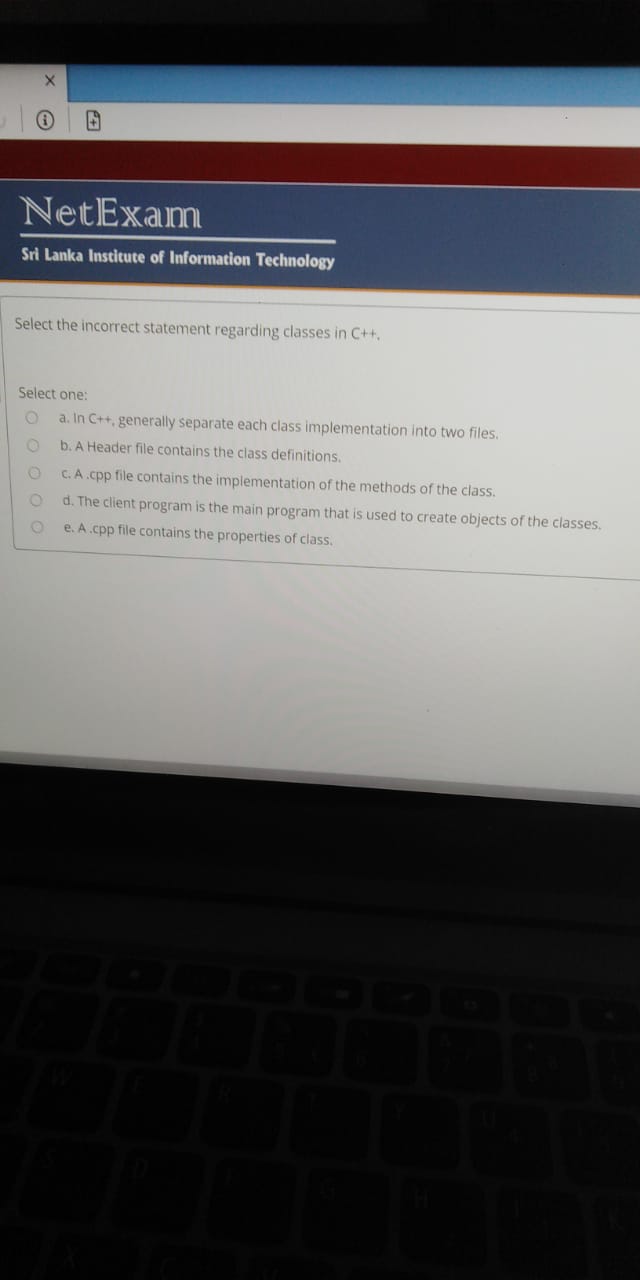 NetExam
Sri Lanka Institute of Information Technology
Select the incorrect statement regarding classes in C++,
Select one:
a. In C++, generally separate each class implementation into two files.
b. A Header file contains the class definitions.
c. A .cpp file contains the implementation of the methods of the class.
d. The client program is the main program that is used to create objects of the classes.
e. A .cpp file contains the properties of class.